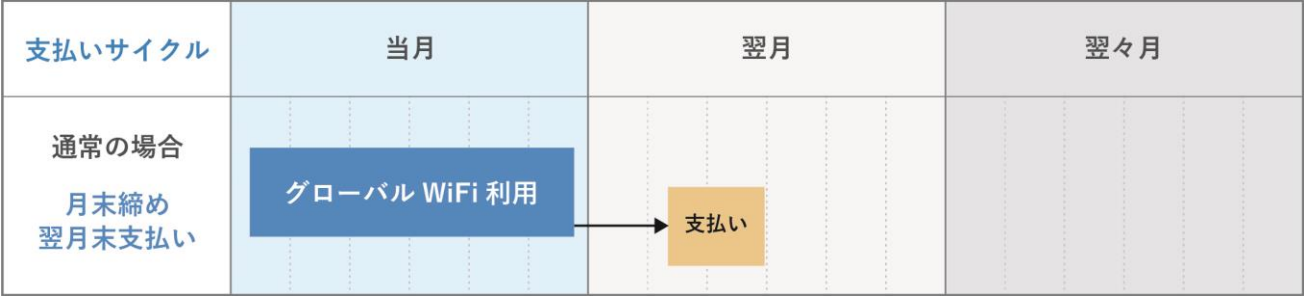 支払いサイクル
当月
翌月
翌々月
通常の場合
月末締め
翌月末支払い
グローバル WiFi 利用
支払い